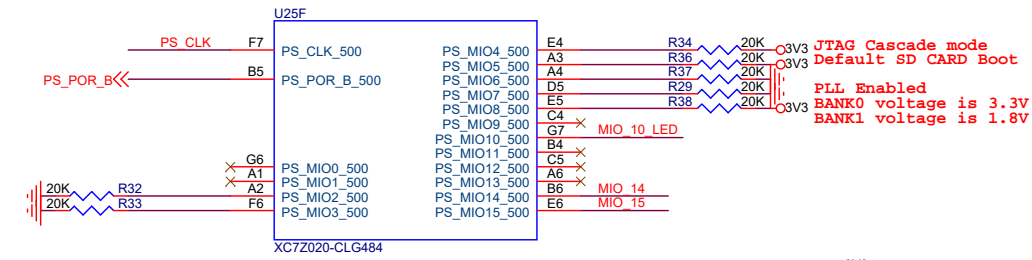 U25F
PS_CLK F7 PS_CLK_500
PS_POR_B B5 PS_POR_B_500
G6 PS_MIO0_500
A1 PS_MIO1_500
20K R32 A2 PS_MIO2_500
20K R33 F6 PS_MIO3_500
PS_MIO4_500 E4 R34 20K 3V3 JTAG Cascade mode
PS_MIO5_500 A3 R36 20K 3V3 Default SD CARD Boot
PS_MIO6_500 A4 R37 20K
PS_MIO7_500 D5 R29 20K PLL Enabled
PS_MIO8_500 E5 R38 20K 3V3 BANK0 voltage is 3.3V
PS_MIO9_500 C4 BANK1 voltage is 1.8V
PS_MIO10_500 G7 MIO_10_LED
PS_MIO11_500 B4
PS_MIO12_500 C5
PS_MIO13_500 A6
PS_MIO14_500 B6 MIO_14
PS_MIO15_500 E6 MIO_15
XC7Z020-CLG484